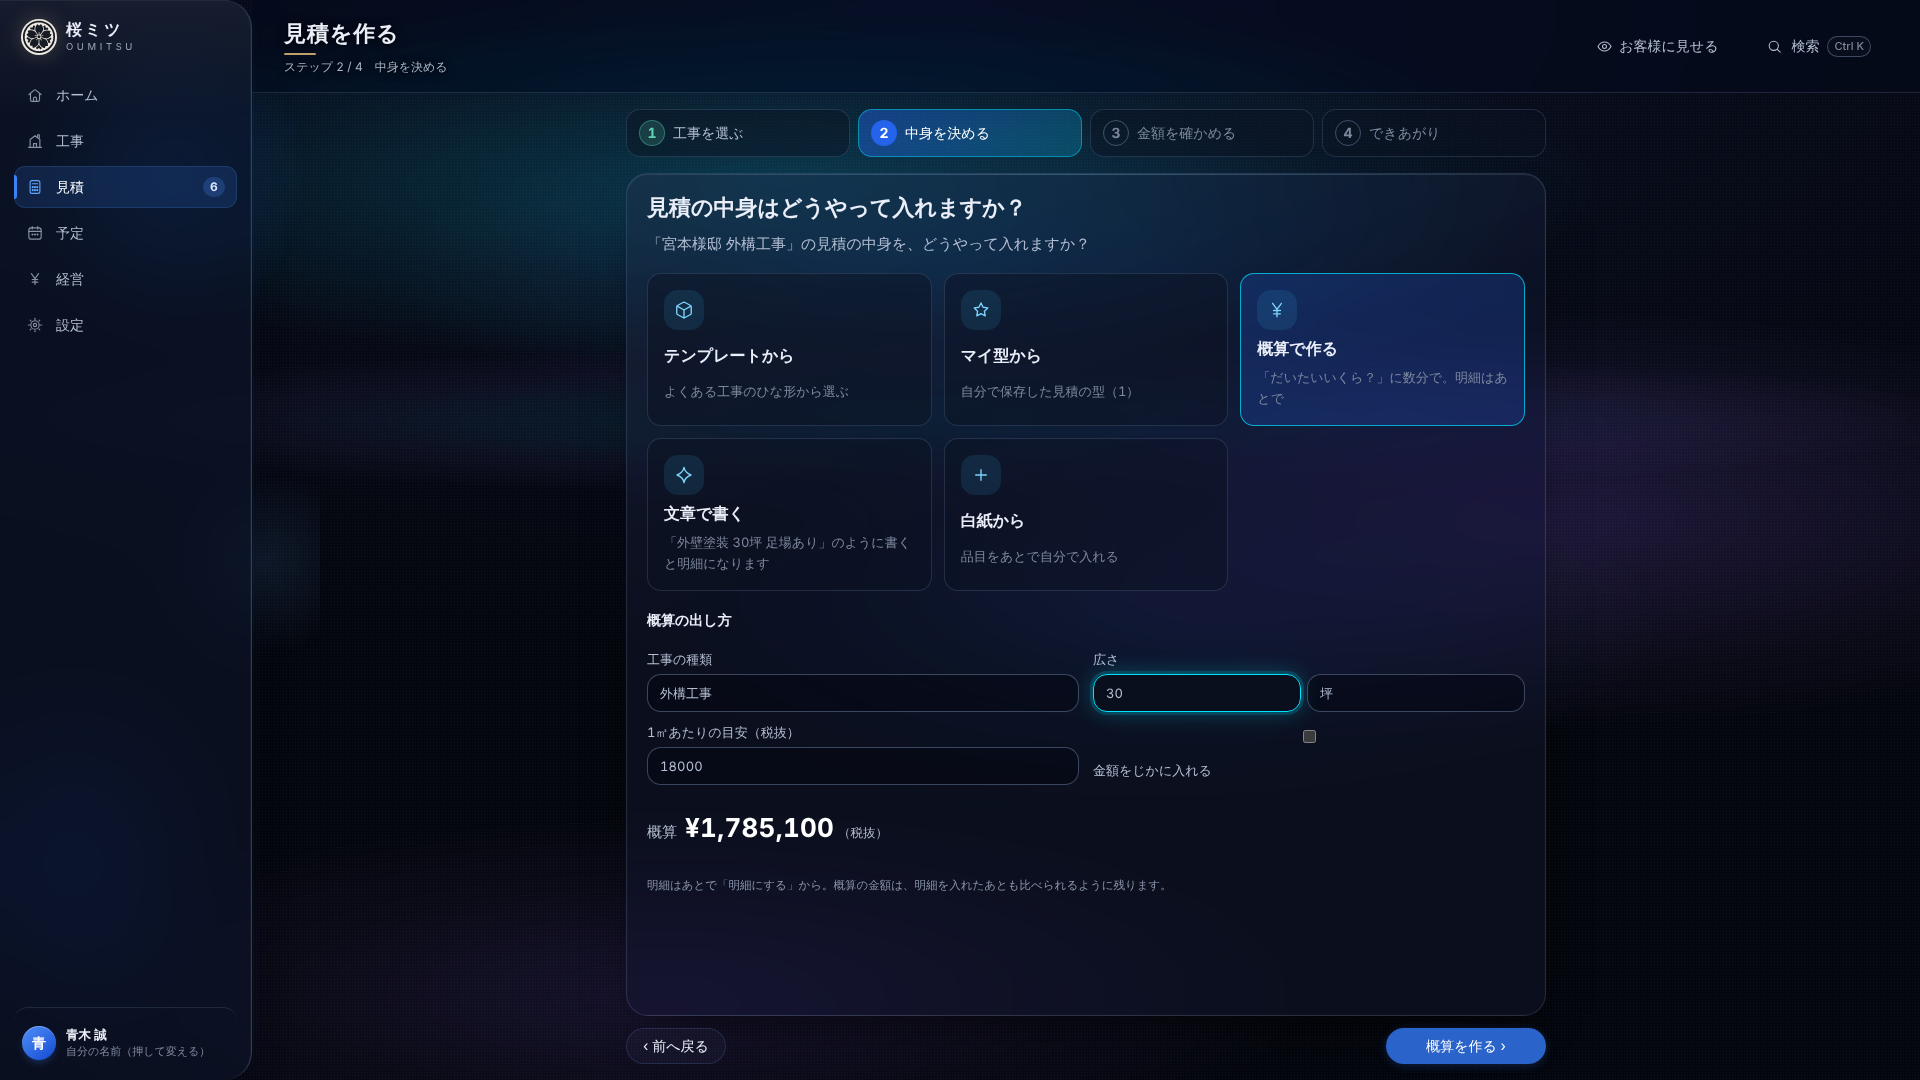 桜ミツ
OUMITSU
ホーム
工事
見積
6
予定
経営
設定
青
青木 誠
自分の名前（押して変える）
見積を作る
ステップ 2 / 4　中身を決める
お客様に見せる
検索
Ctrl K
1
工事を選ぶ
2
中身を決める
3
金額を確かめる
4
できあがり
見積の中身はどうやって入れますか？
「宮本様邸 外構工事」の見積の中身を、どうやって入れますか？
テンプレートから
よくある工事のひな形から選ぶ
マイ型から
自分で保存した見積の型（1）
¥
概算で作る
「だいたいいくら？」に数分で。明細はあ
とで
文章で書く
「外壁塗装 30坪 足場あり」のように書く
と明細になります
白紙から
品目をあとで自分で入れる
概算の出し方
工事の種類
外構工事
広さ
30
坪
1㎡あたりの目安（税抜）
18000
金額をじかに入れる
概算 ¥1,785,100（税抜）
明細はあとで「明細にする」から。概算の金額は、明細を入れたあとも比べられるように残ります。
‹ 前へ戻る
概算を作る ›